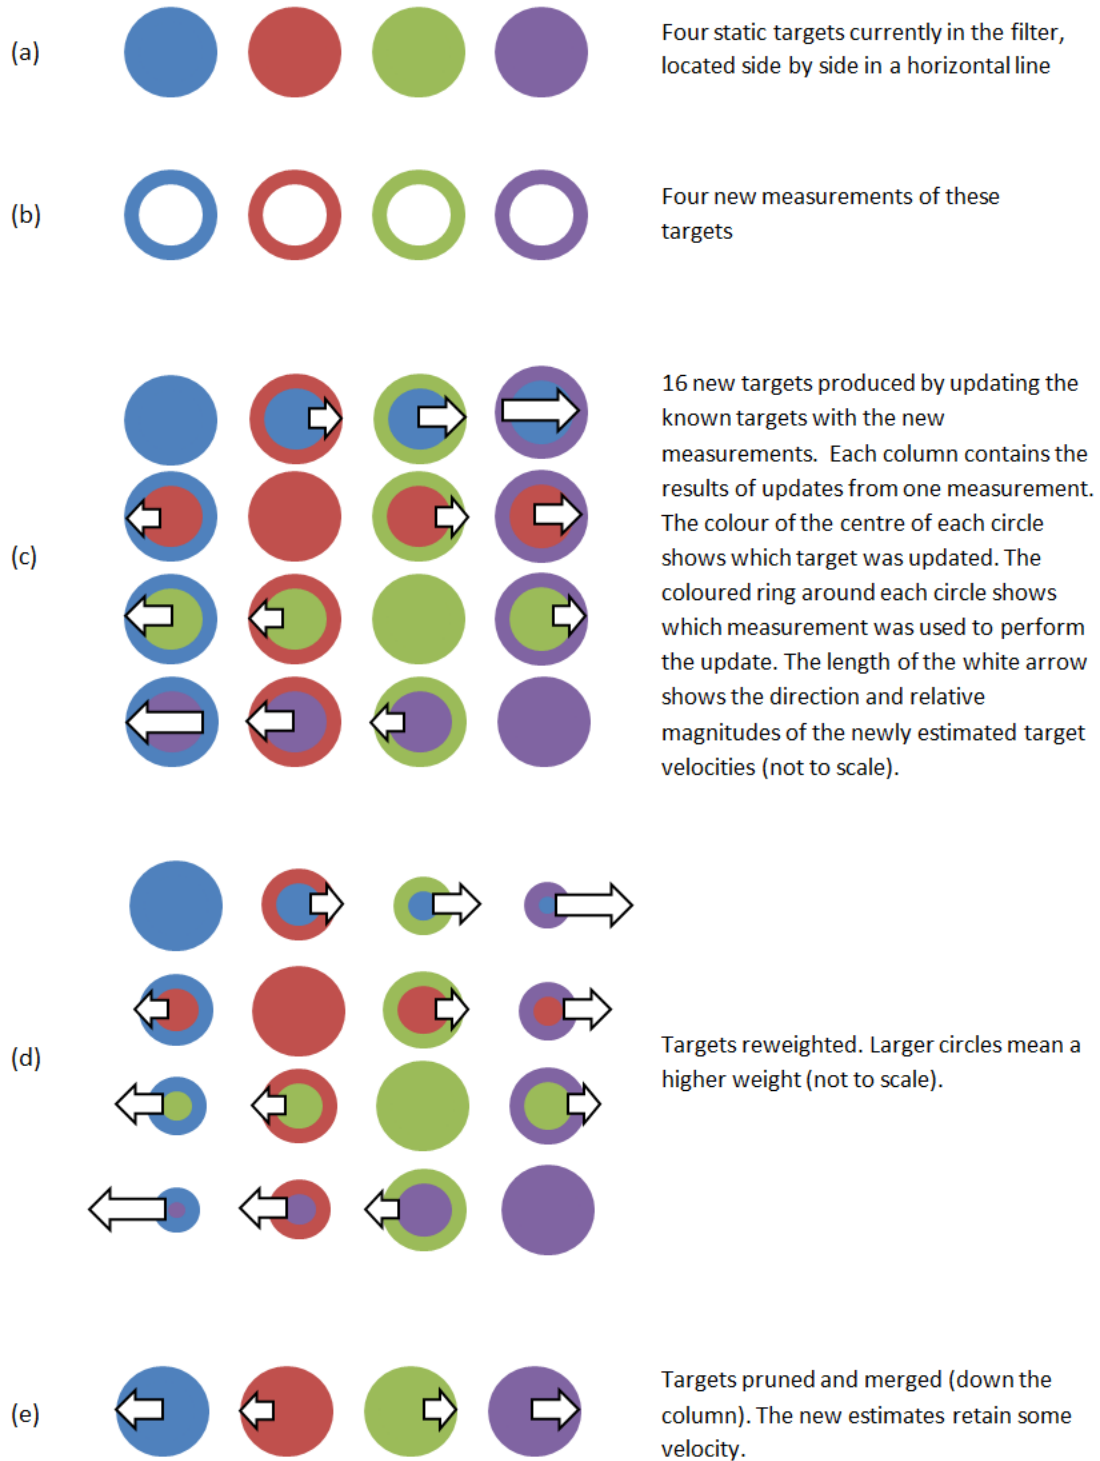 (a)
Four static targets currently in the filter,
located side by side in a horizontal line
(b)
Four new measurements of these
targets
(c)
16 new targets produced by updating the
known targets with the new
measurements.  Each column contains the
results of updates from one measurement.
The colour of the centre of each circle
shows which target was updated. The
coloured ring around each circle shows
which measurement was used to perform
the update. The length of the white arrow
shows the direction and relative
magnitudes of the newly estimated target
velocities (not to scale).
(d)
Targets reweighted. Larger circles mean a
higher weight (not to scale).
(e)
Targets pruned and merged (down the
column). The new estimates retain some
velocity.